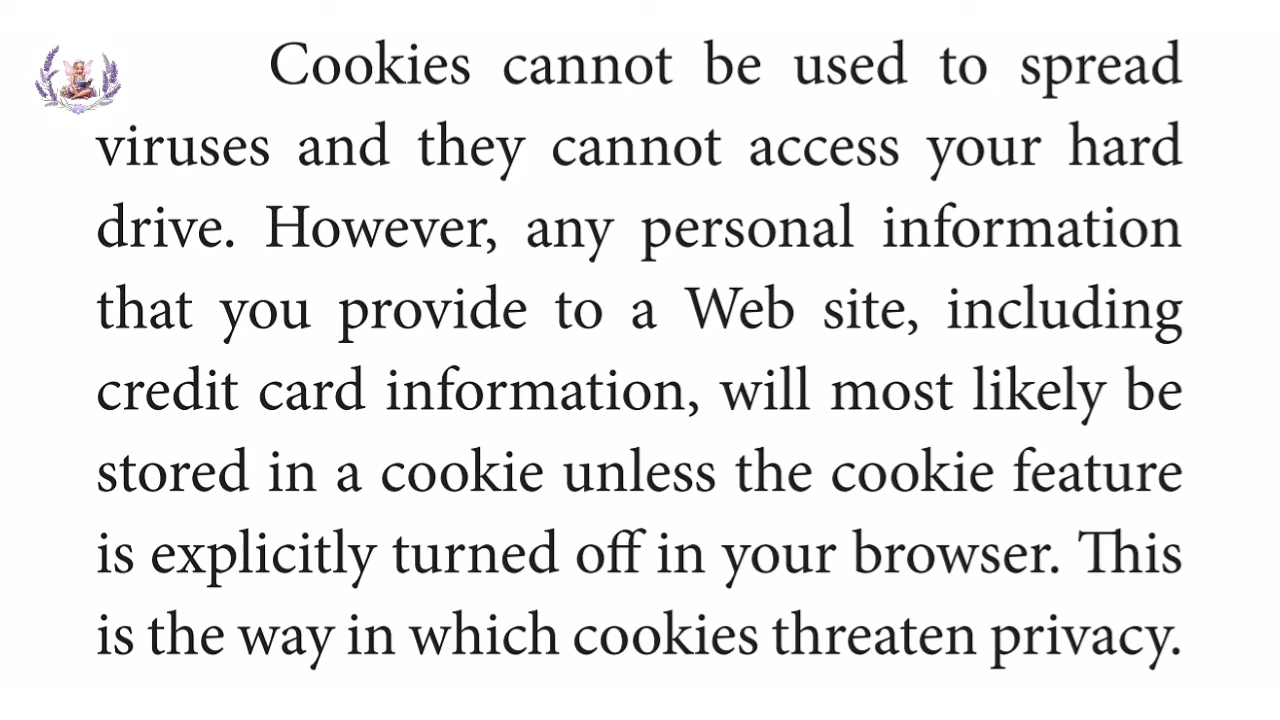 Cookies cannot be used to spread
viruses and they cannot access your hard
drive. However, any personal information
that you provide to a Web site, including
credit card information, will most likely be
stored in a cookie unless the cookie feature
is explicitly turned off in your browser. This
is the way in which cookies threaten privacy.